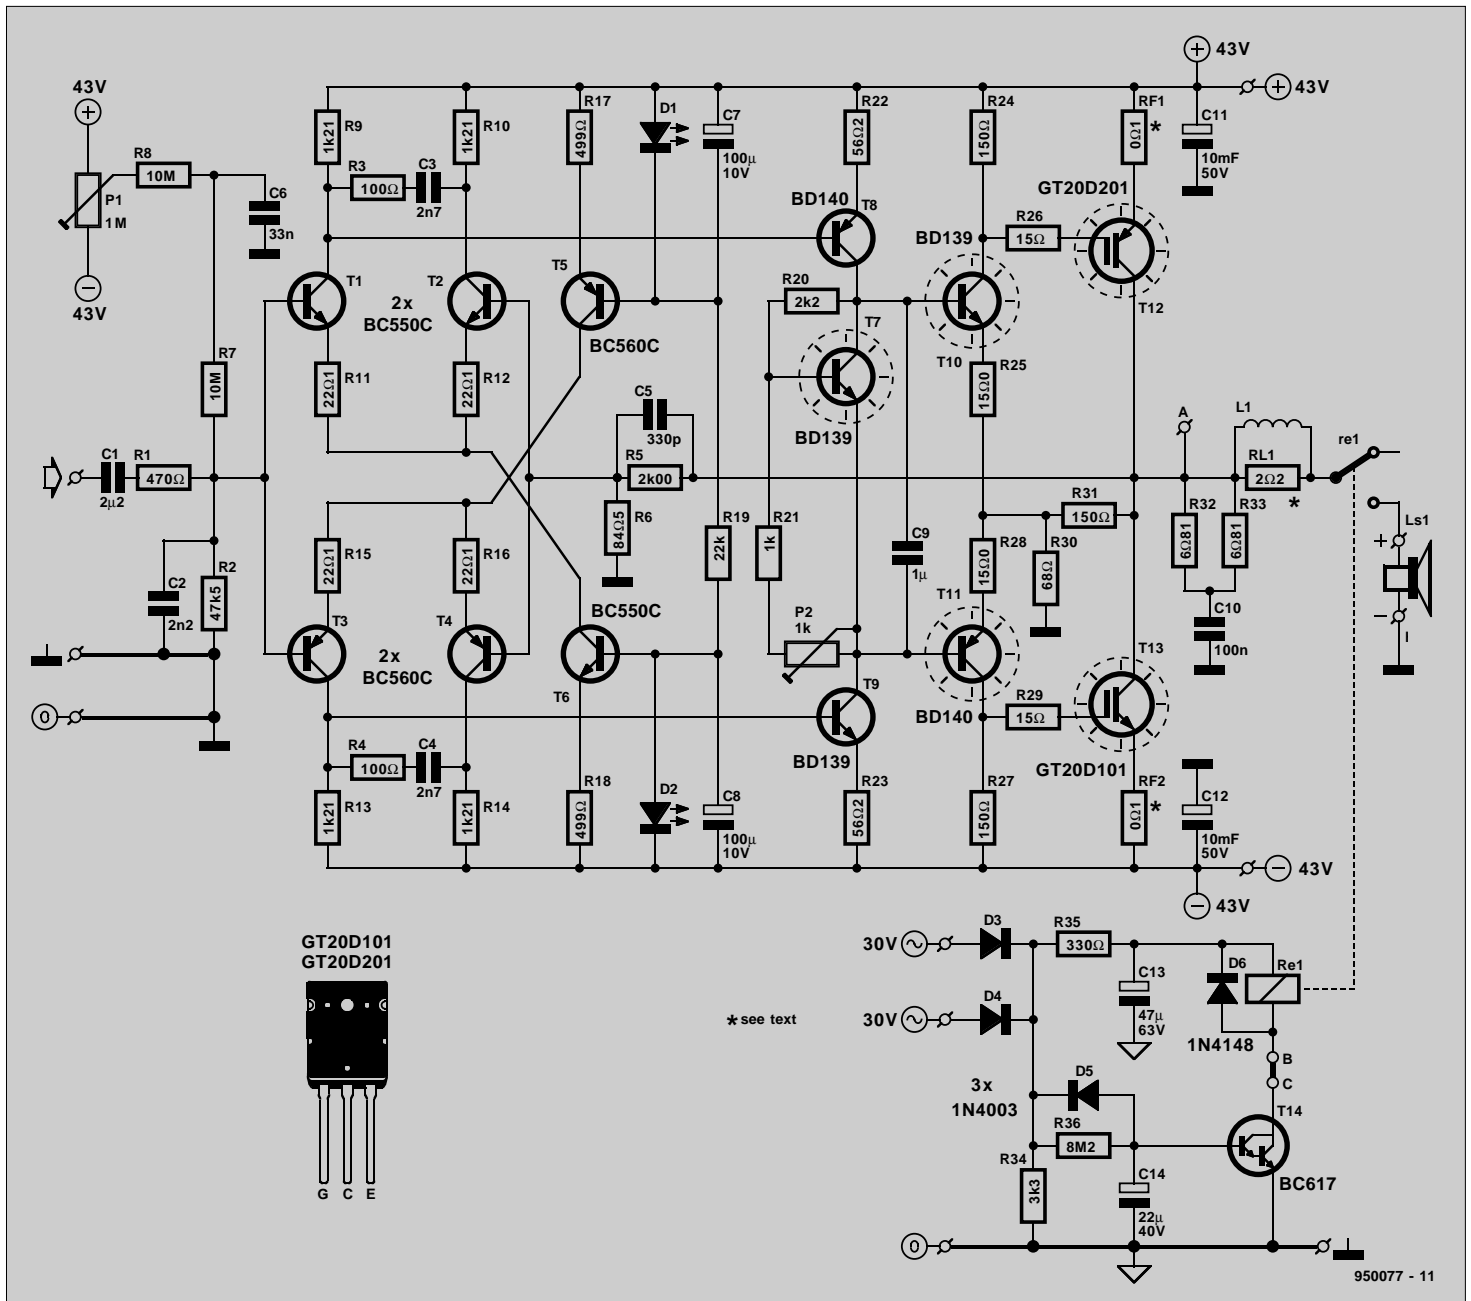 43V
43V
43V
R17
R22
R24
RF1
43V
D1
C7
C11
R9
R10
1k21
1k21
499Ω
56Ω2
150Ω
0Ω1
*
R8
10M
R3
100Ω
C3
2n7
100μ
10V
10mF
50V
P1
1M
C6
33n
BD140
T8
GT20D201
R26
15Ω
BD139
43V
T1
T2
T5
R20
2k2
T7
T12
2x
BC550C
BC560C
T10
R25
R7
10M
R11
22Ω1
R12
22Ω1
15Ω0
C5
330p
BD139
A
L1
re1
C1
2μ2
R1
470Ω
R5
2k00
RL1
2Ω2
*
R31
150Ω
R32
6Ω81
R33
6Ω81
Ls1
+
−
R6
84Ω5
R19
22k
R21
1k
C9
1μ
R28
15Ω0
R30
68Ω
R15
22Ω1
R16
22Ω1
C2
2n2
R2
47k5
BC550C
P2
1k
T11
C10
100n
T3
T4
2x
BC560C
T6
T9
T13
R29
15Ω
BD140
0
BD139
GT20D101
R4
100Ω
C4
2n7
R13
1k21
R14
1k21
R18
499Ω
D2
C8
100μ
10V
R23
56Ω2
R27
150Ω
RF2
0Ω1
*
C12
10mF
50V
43V
43V
GT20D101
GT20D201
G C E
* see text
30V
D3
R35
330Ω
C13
47μ
63V
D6
Re1
30V
D4
1N4148
B
C
3x
1N4003
D5
T14
R36
8M2
BC617
R34
3k3
C14
22μ
40V
0
950077 - 11